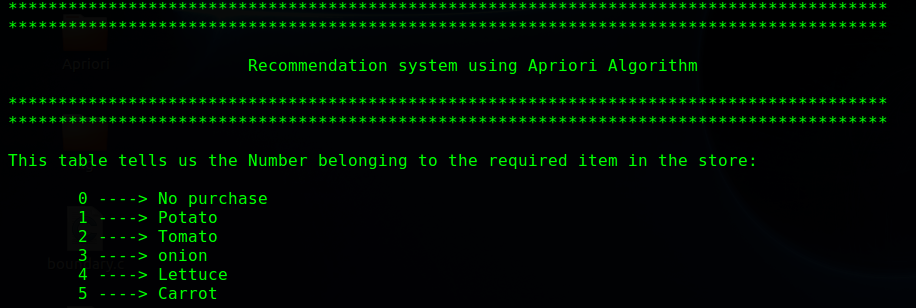 ****************************************************************************************
****************************************************************************************
Apriori
Recommendation system using Apriori Algorithm
****************************************************************************************
****************************************************************************************
This table tells us the Number belonging to the required item in the store:
0 ----> No purchase
1 ----> Potato
2 ----> Tomato
3 ----> onion
4 ----> Lettuce
5 ----> Carrot